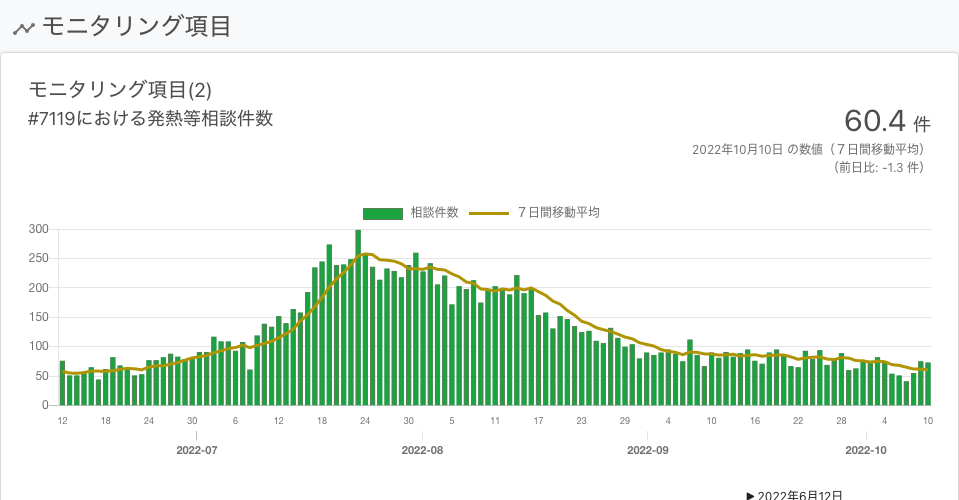 モニタリング項目
モニタリング項目(2)
#7119における発熱等相談件数
60.4 件
2022年10月10日 の数値（７日間移動平均）
（前日比: -1.3 件）
相談件数 ７日間移動平均
300
250
200
150
100
50
0
12 18 24 30 6 12 18 24 30 5 11 17 23 29 4 10 16 22 28 4 10
2022-07 2022-08 2022-09 2022-10
▶ 2022年6月12日